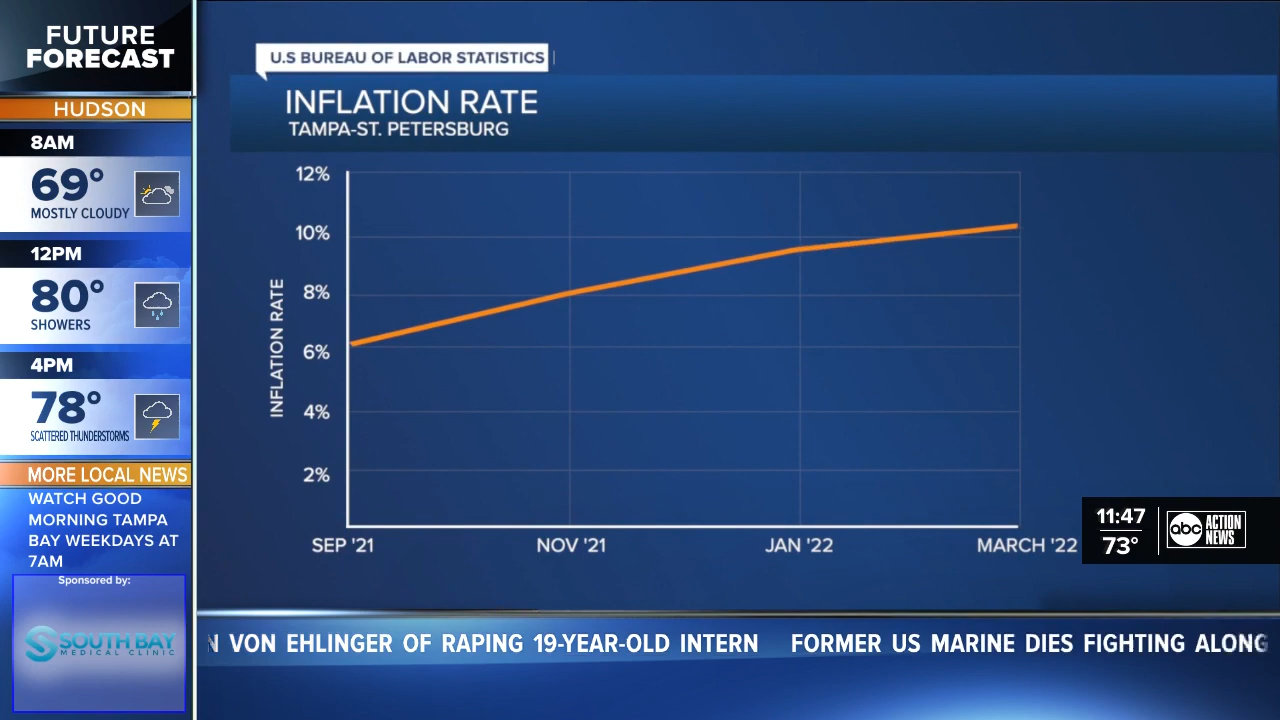 FUTURE
FORECAST
HUDSON
8AM
69°
MOSTLY CLOUDY
12PM
80°
SHOWERS
4PM
78°
SCATTERED THUNDERSTORMS
MORE LOCAL NEWS
WATCH GOOD
MORNING TAMPA
BAY WEEKDAYS AT
7AM
Sponsored by:
SOUTH BAY
MEDICAL CLINIC
U.S BUREAU OF LABOR STATISTICS
INFLATION RATE
TAMPA-ST. PETERSBURG
INFLATION RATE
12%
10%
8%
6%
4%
2%
SEP '21
NOV '21
JAN '22
MARCH '22
11:47
73°
abc
ACTION
NEWS
N VON EHLINGER OF RAPING 19-YEAR-OLD INTERN FORMER US MARINE DIES FIGHTING ALONG